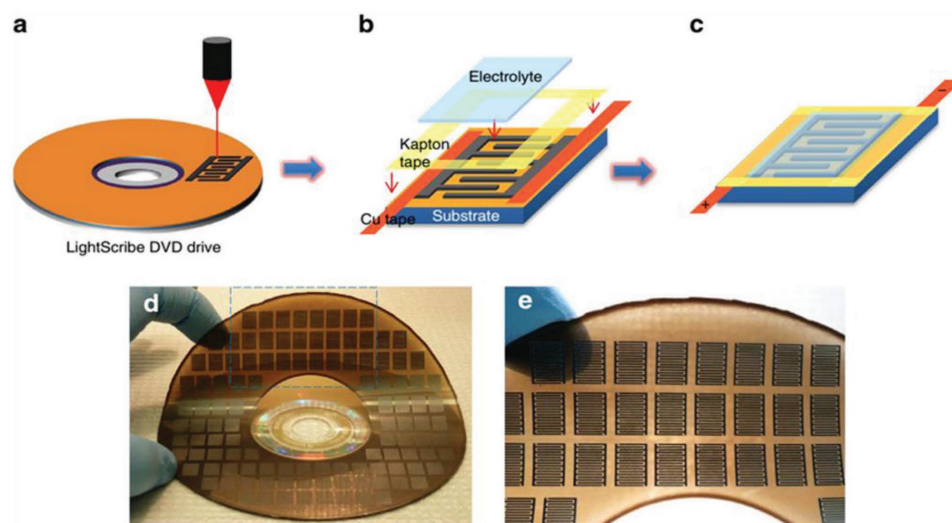 a
b
c
Electrolyte
Kapton
tape
Cu tape
Substrate
LightScribe DVD drive
+
−
d
e